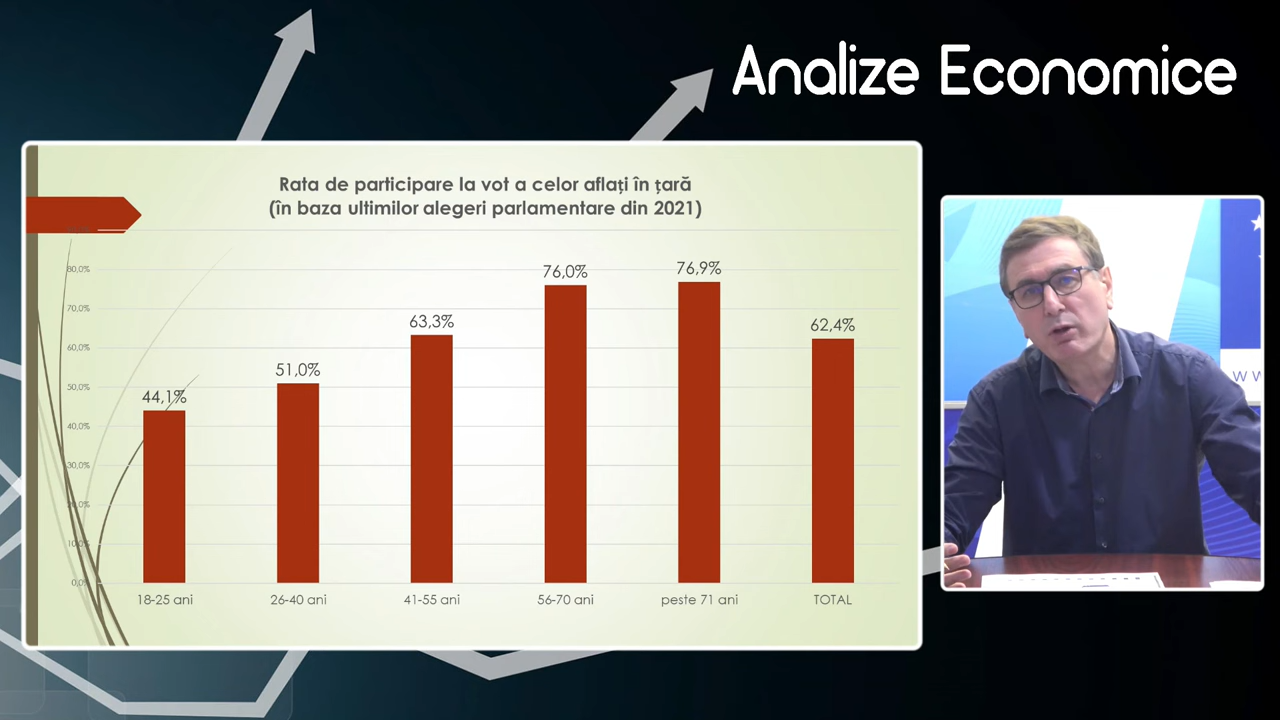 Analize Economice
Rata de participare la vot a celor aflați în țară
(în baza ultimilor alegeri parlamentare din 2021)
80,0%
70,0%
60,0%
50,0%
40,0%
30,0%
20,0%
10,0%
0,0%
44,1%
51,0%
63,3%
76,0%
76,9%
62,4%
18-25 ani
26-40 ani
41-55 ani
56-70 ani
peste 71 ani
TOTAL